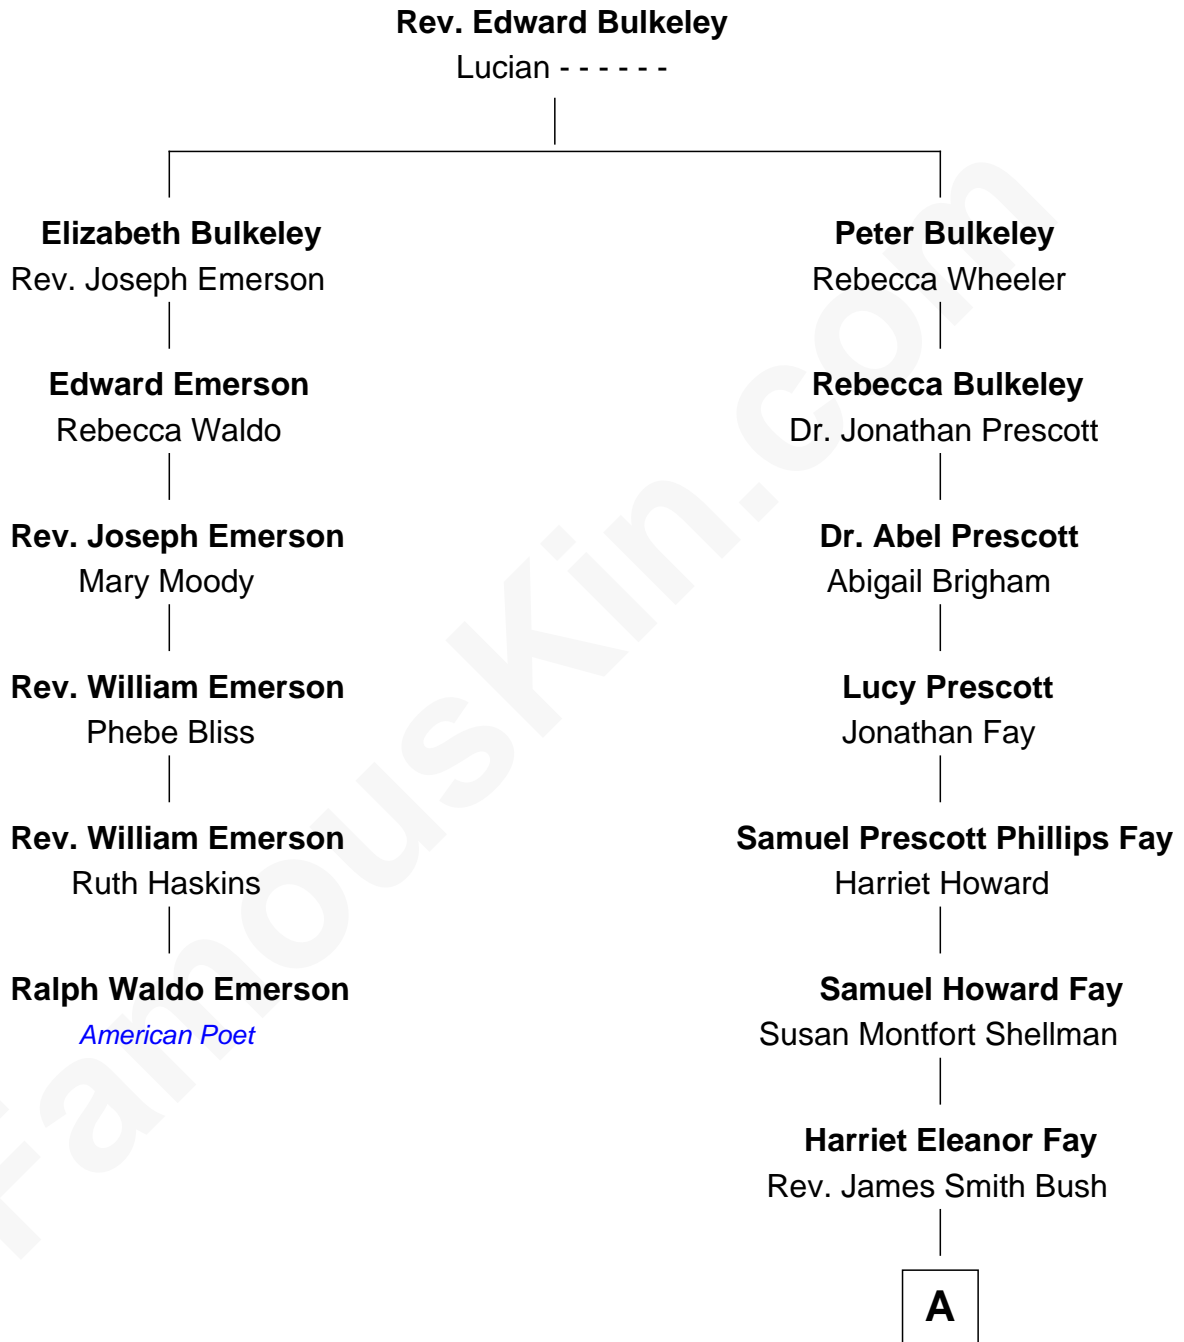 Rev. Edward Bulkeley
Lucian - - - - - -
Elizabeth Bulkeley
Rev. Joseph Emerson
Peter Bulkeley
Rebecca Wheeler
Edward Emerson
Rebecca Waldo
Rebecca Bulkeley
Dr. Jonathan Prescott
Rev. Joseph Emerson
Mary Moody
Dr. Abel Prescott
Abigail Brigham
Rev. William Emerson
Phebe Bliss
Lucy Prescott
Jonathan Fay
Rev. William Emerson
Ruth Haskins
Samuel Prescott Phillips Fay
Harriet Howard
Ralph Waldo Emerson
American Poet
Samuel Howard Fay
Susan Montfort Shellman
Harriet Eleanor Fay
Rev. James Smith Bush
A
FamousKin.com